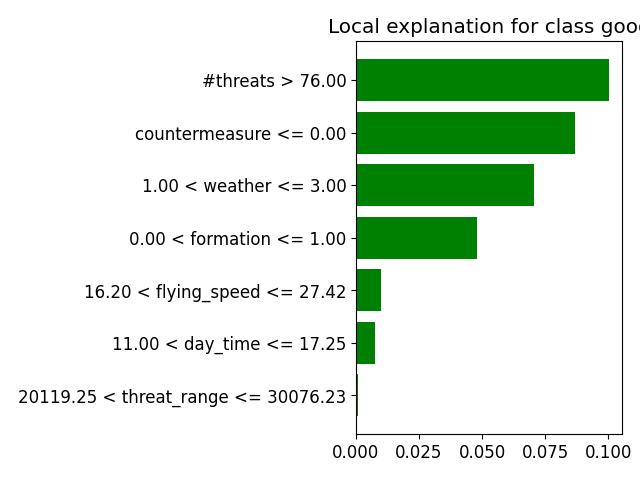 Local explanation for class good
#threats > 76.00
countermeasure <= 0.00
1.00 < weather <= 3.00
0.00 < formation <= 1.00
16.20 < flying_speed <= 27.42
11.00 < day_time <= 17.25
20119.25 < threat_range <= 30076.23
0.000 0.025 0.050 0.075 0.100